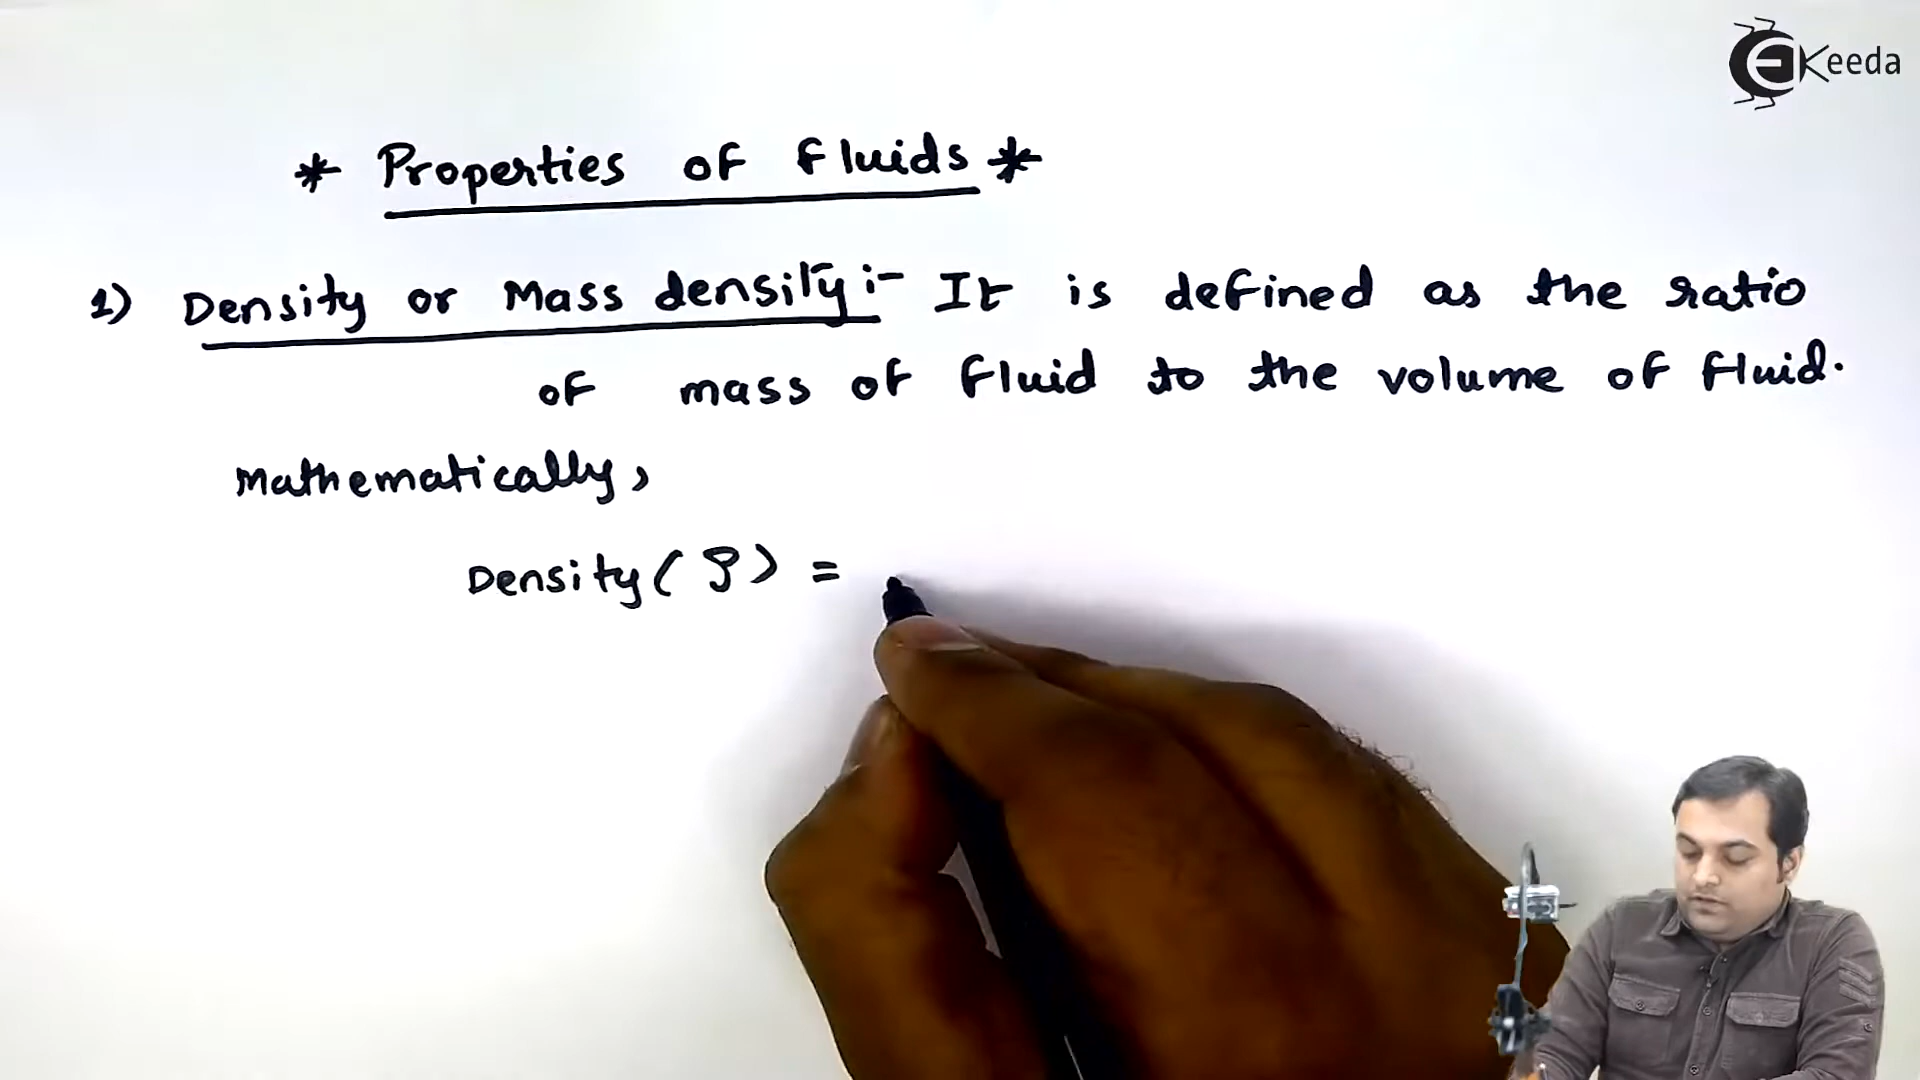 EKeeda
* Properties of fluids *
1) Density or Mass density :- It is defined as the ratio
of mass of fluid to the volume of fluid.
Mathematically,
Density (ρ) =